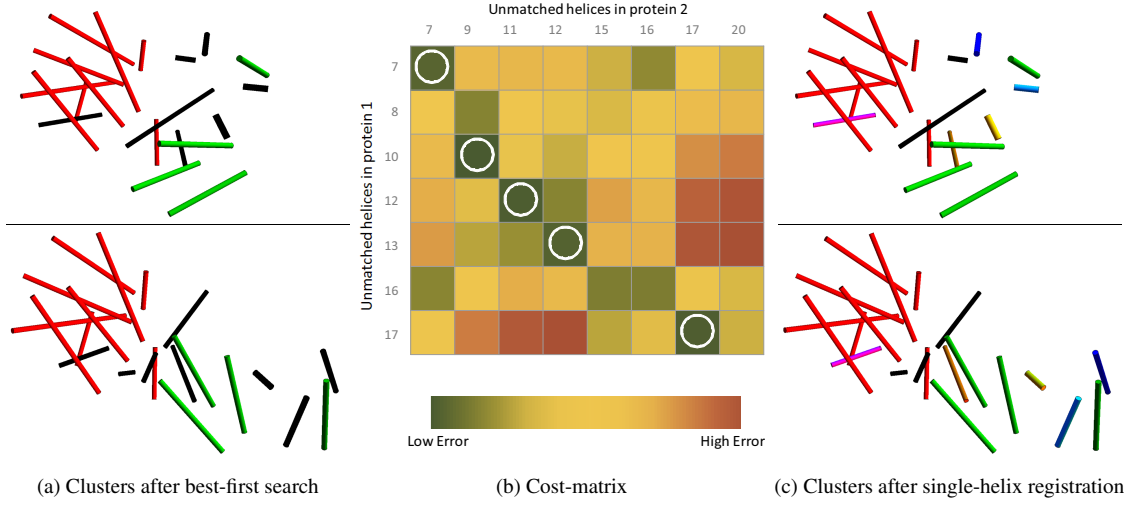 Unmatched helices in protein 2
7 9 11 12 15 16 17 20
Unmatched helices in protein 1
7
8
10
12
13
16
17
Low Error High Error
(a) Clusters after best-first search (b) Cost-matrix (c) Clusters after single-helix registration